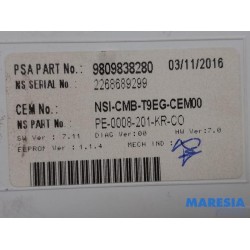 PSA PART No.: 9809838280 03/11/2016
NS SERIAL No: 2268689299
CEM No.: NSI-CMB-T9EG-CEM00
NS PART No.: PE-0008-201-KR-CO
SW Ver : 7.11 DIAG Ver :00 HW Ver :7.0
EEPROM Ver : 1.1.4 MECH IND :
MARESIA